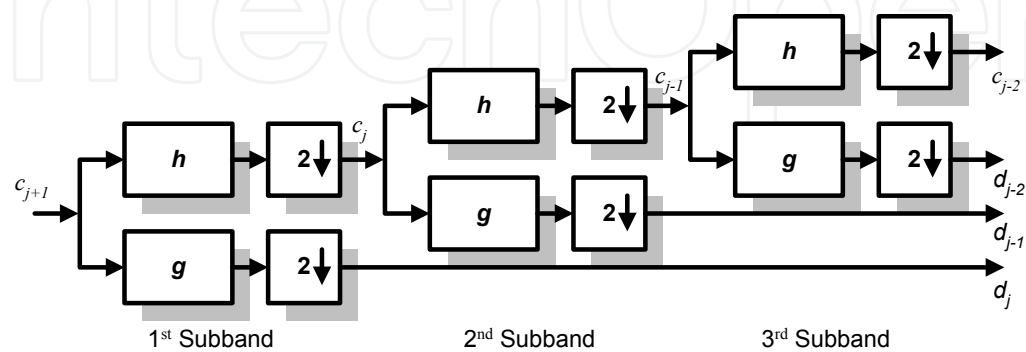 ntechOpen
h
2
c_{j-2}
h
2
c_{j-1}
g
2
d_{j-2}
h
2
c_j
c_{j+1}
g
2
d_{j-1}
g
2
d_j
1st Subband
2nd Subband
3rd Subband